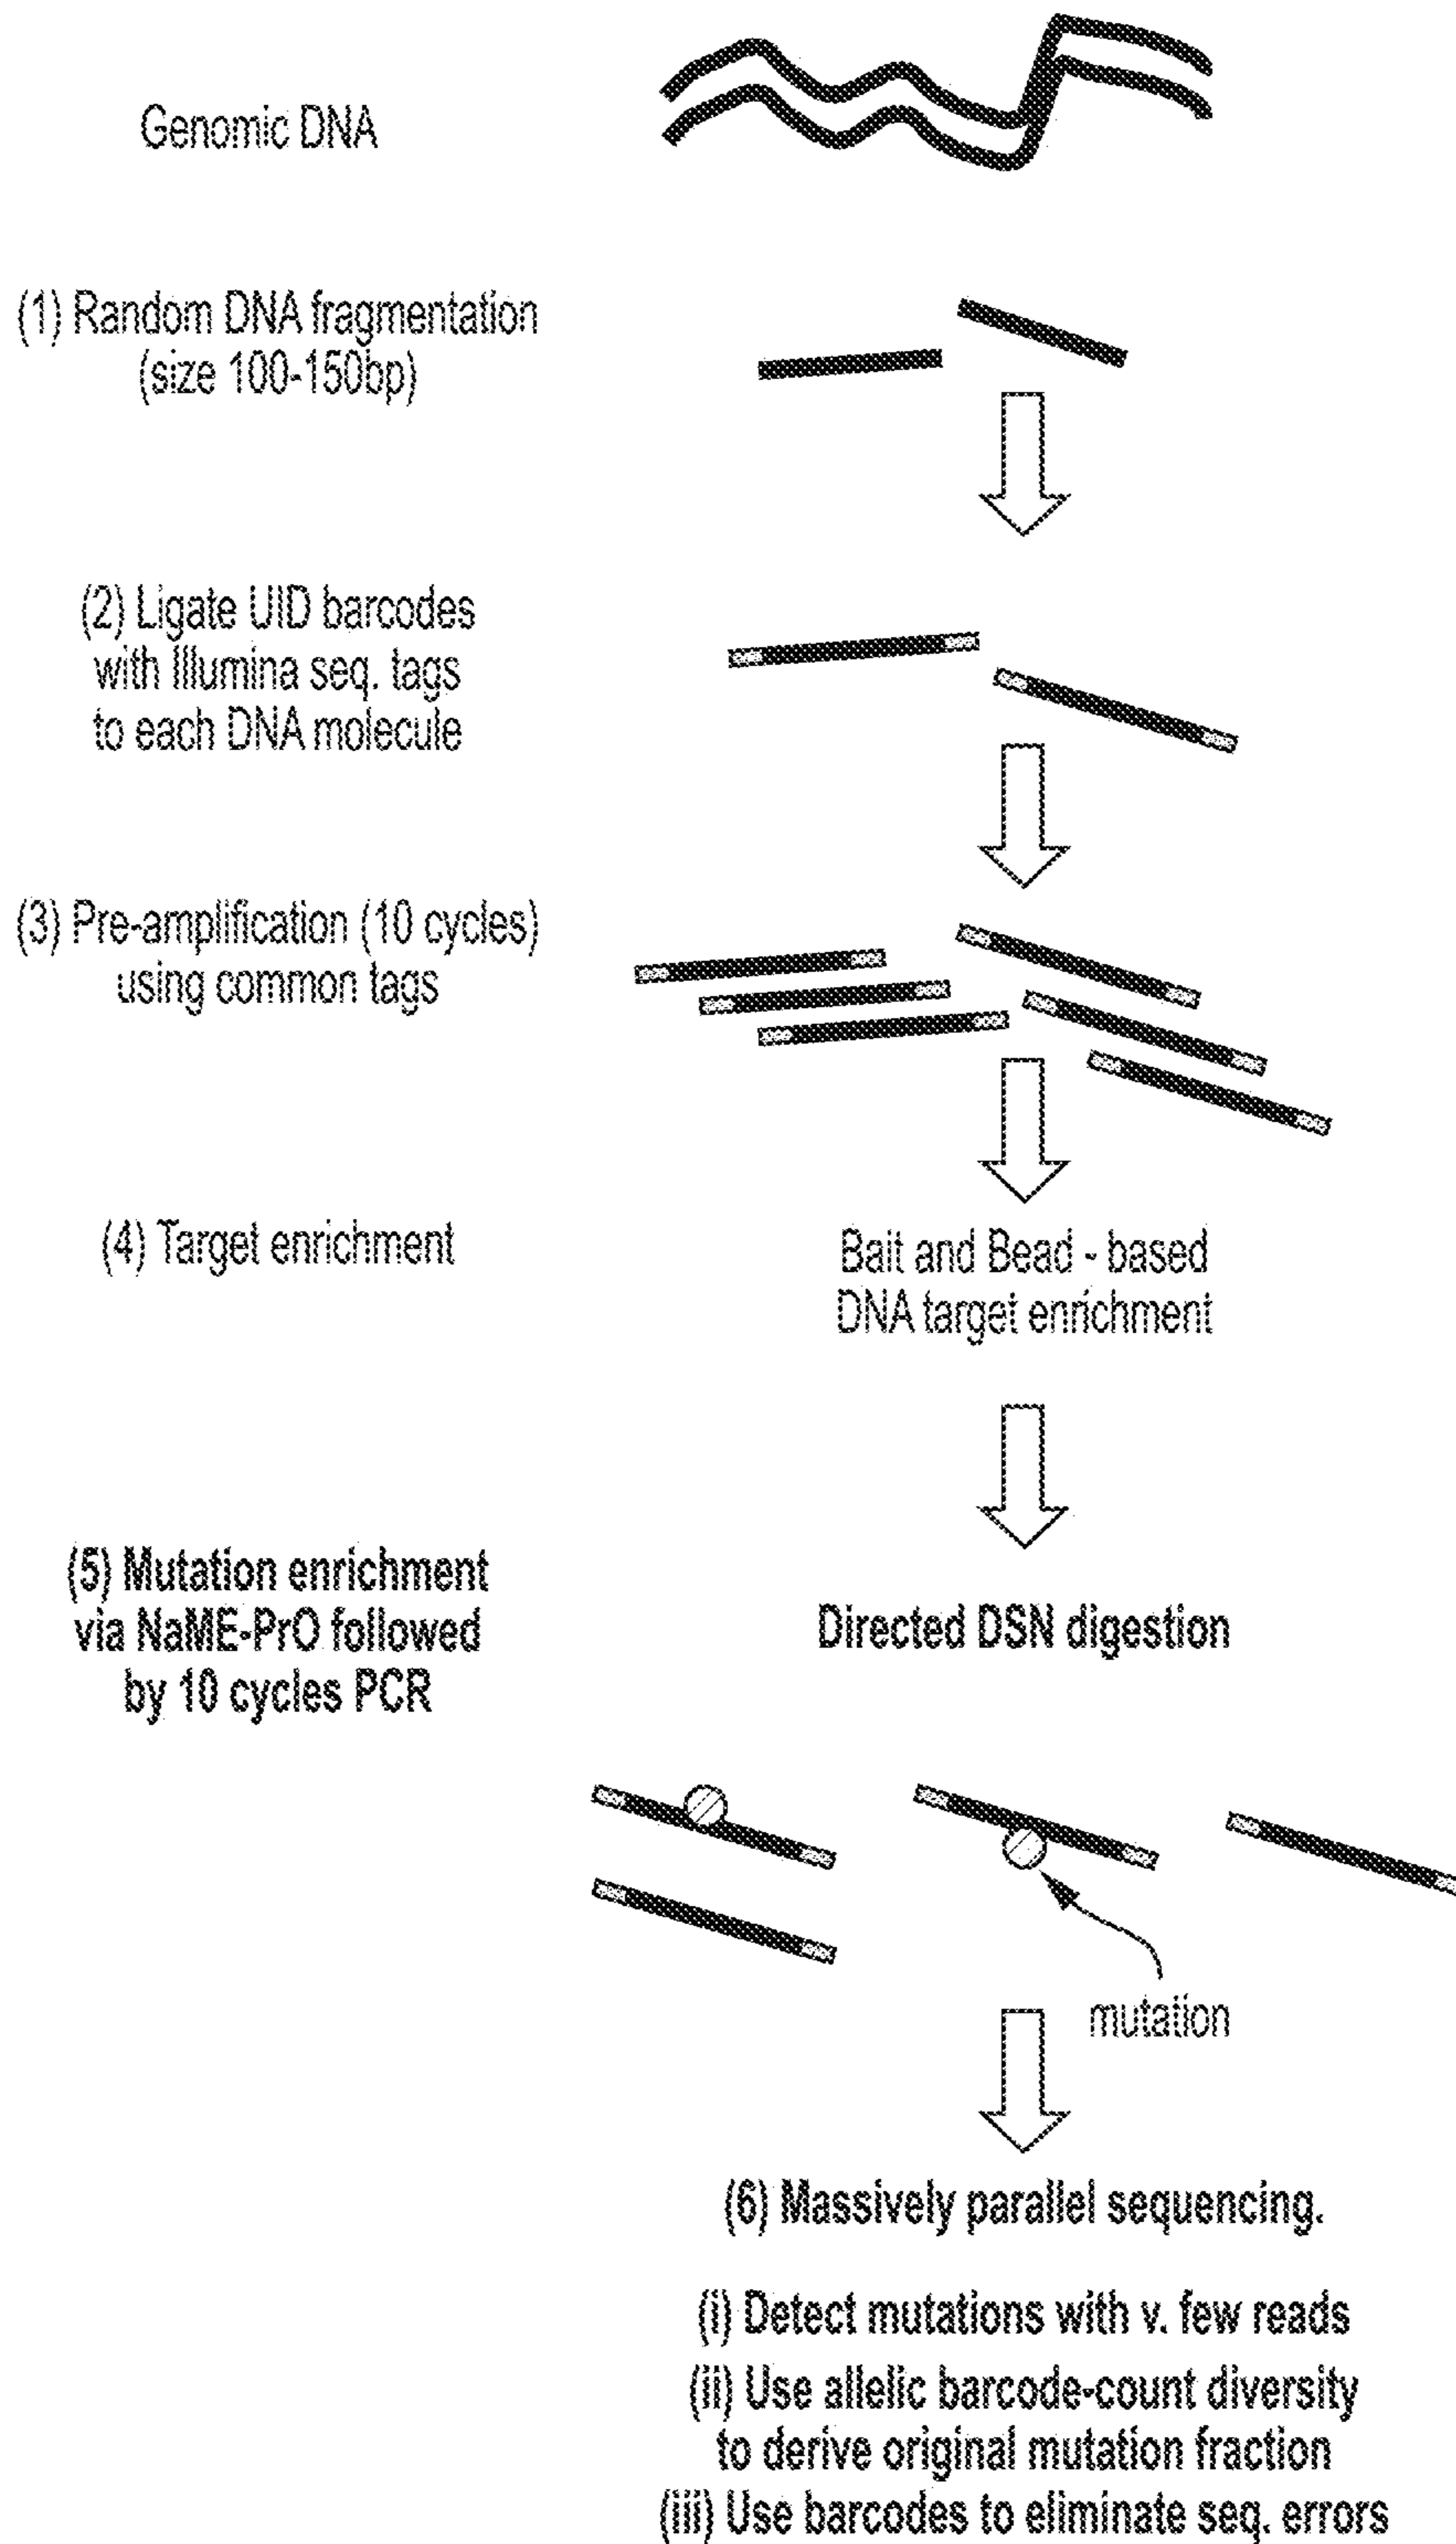 Genomic DNA
(1) Random DNA fragmentation
(size 100-150bp)
(2) Ligate UID barcodes
with Illumina seq. tags
to each DNA molecule
(3) Pre-amplification (10 cycles)
using common tags
(4) Target enrichment
Bait and Bead - based
DNA target enrichment
(5) Mutation enrichment
via NaME-PrO followed
by 10 cycles PCR
Directed DSN digestion
mutation
(6) Massively parallel sequencing.
(i) Detect mutations with v. few reads
(ii) Use allelic barcode-count diversity
to derive original mutation fraction
(iii) Use barcodes to eliminate seq. errors